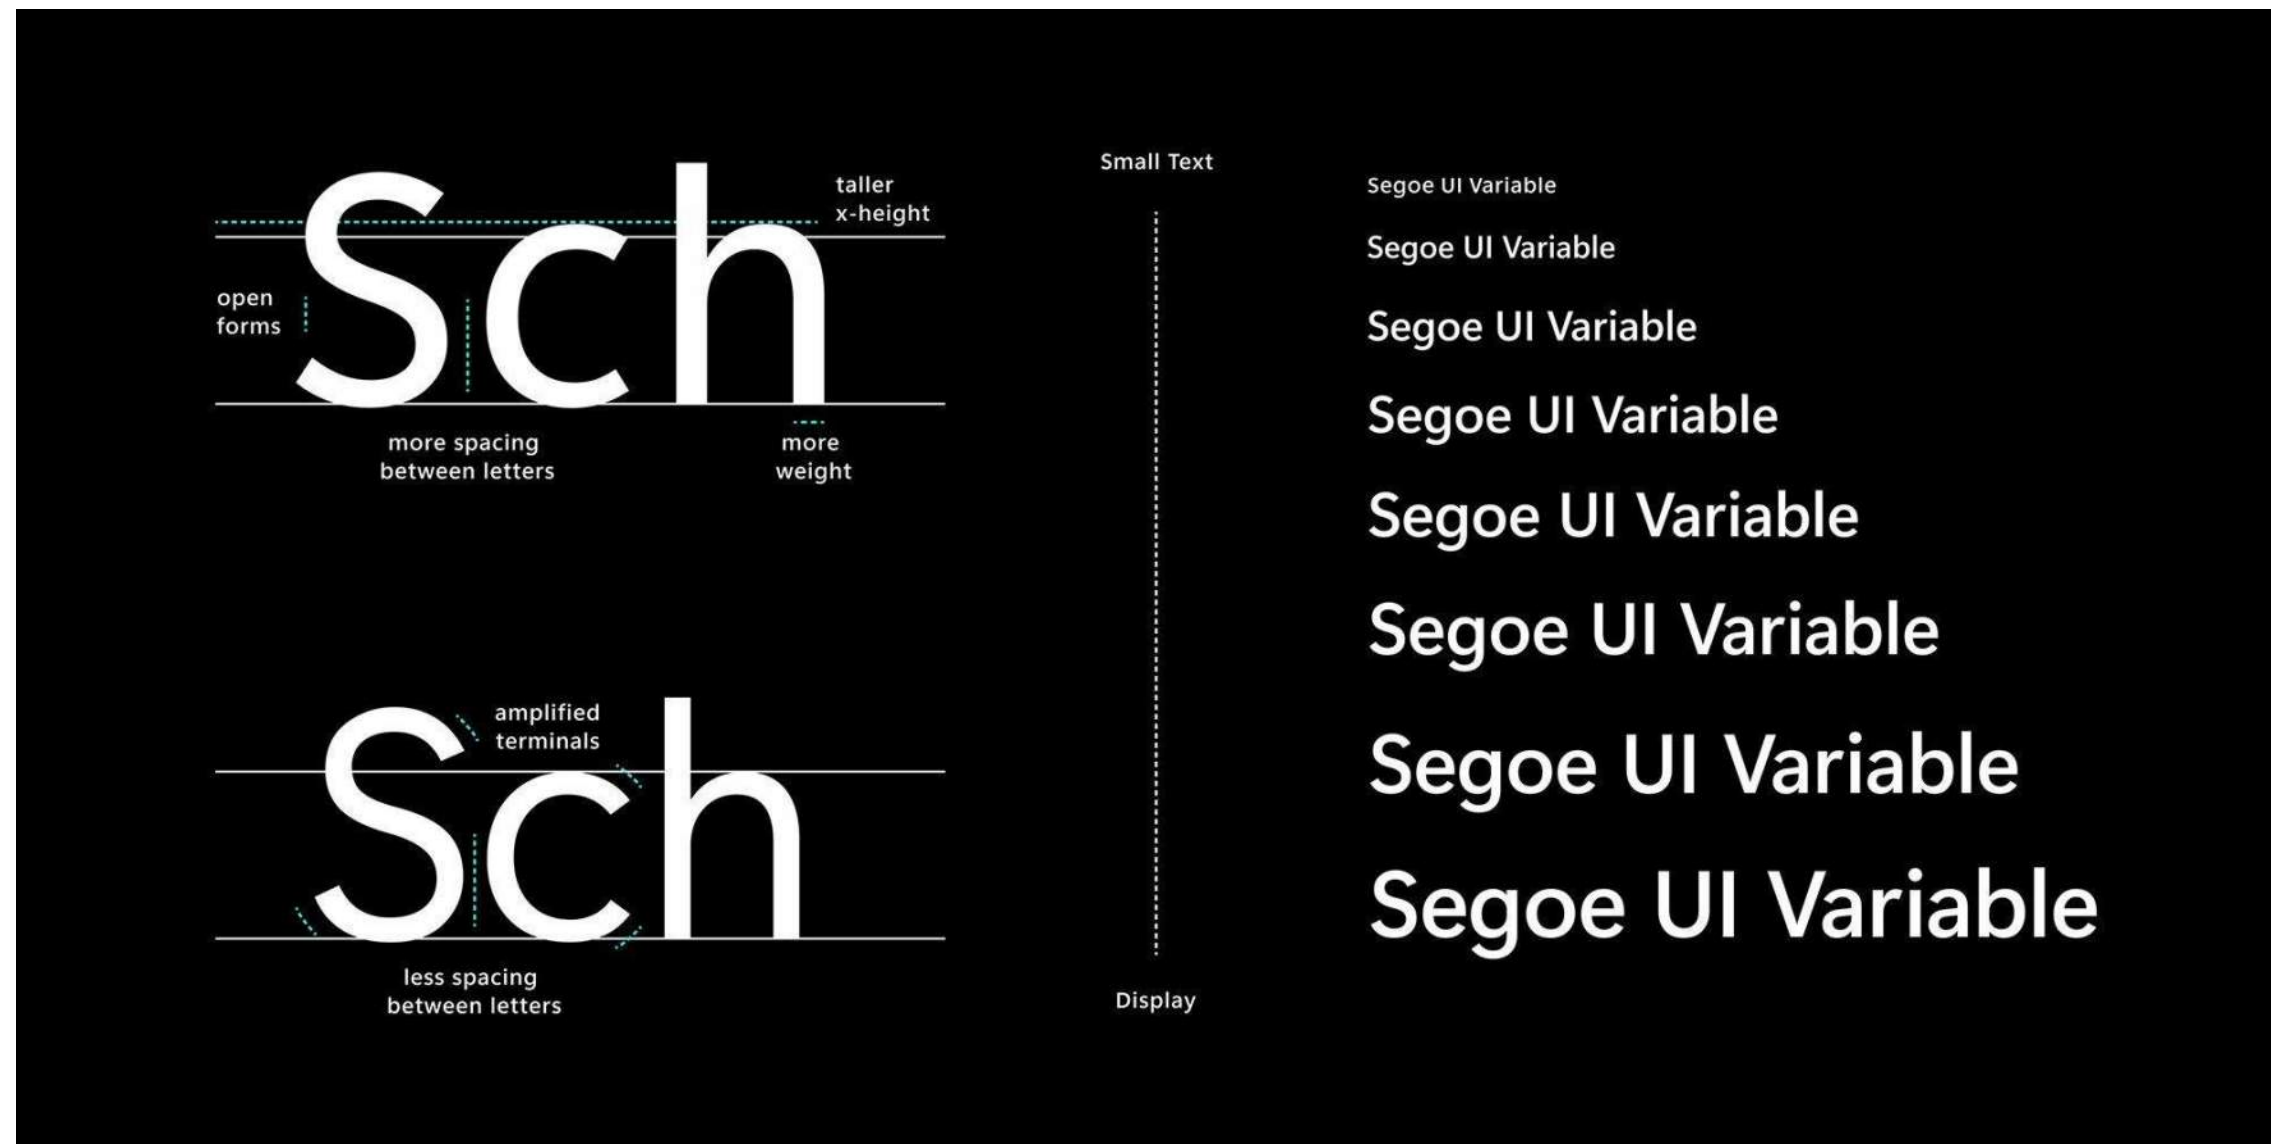 Sch
taller
x-height
open
forms
more spacing
between letters
more
weight
Sch
amplified
terminals
less spacing
between letters
Small Text
Display
Segoe UI Variable
Segoe UI Variable
Segoe UI Variable
Segoe UI Variable
Segoe UI Variable
Segoe UI Variable
Segoe UI Variable
Segoe UI Variable